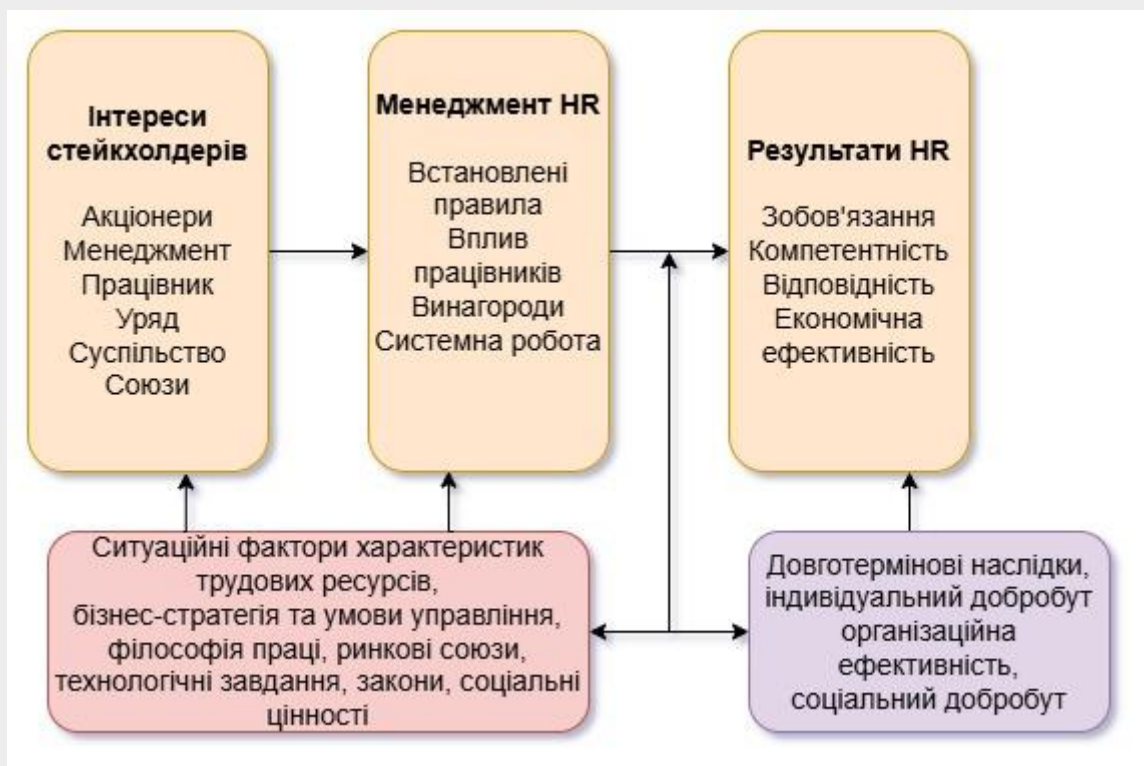 Інтереси
стейкхолдерів
Акціонери
Менеджмент
Працівник
Уряд
Суспільство
Союзи
Менеджмент HR
Встановлені
правила
Вплив
працівників
Винагороди
Системна робота
Результати HR
Зобов'язання
Компетентність
Відповідність
Економічна
ефективність
Ситуаційні фактори характеристик
трудових ресурсів,
бізнес-стратегія та умови управління,
філософія праці, ринкові союзи,
технологічні завдання, закони, соціальні
цінності
Довготермінові наслідки,
індивідуальний добробут
організаційна
ефективність,
соціальний добробут